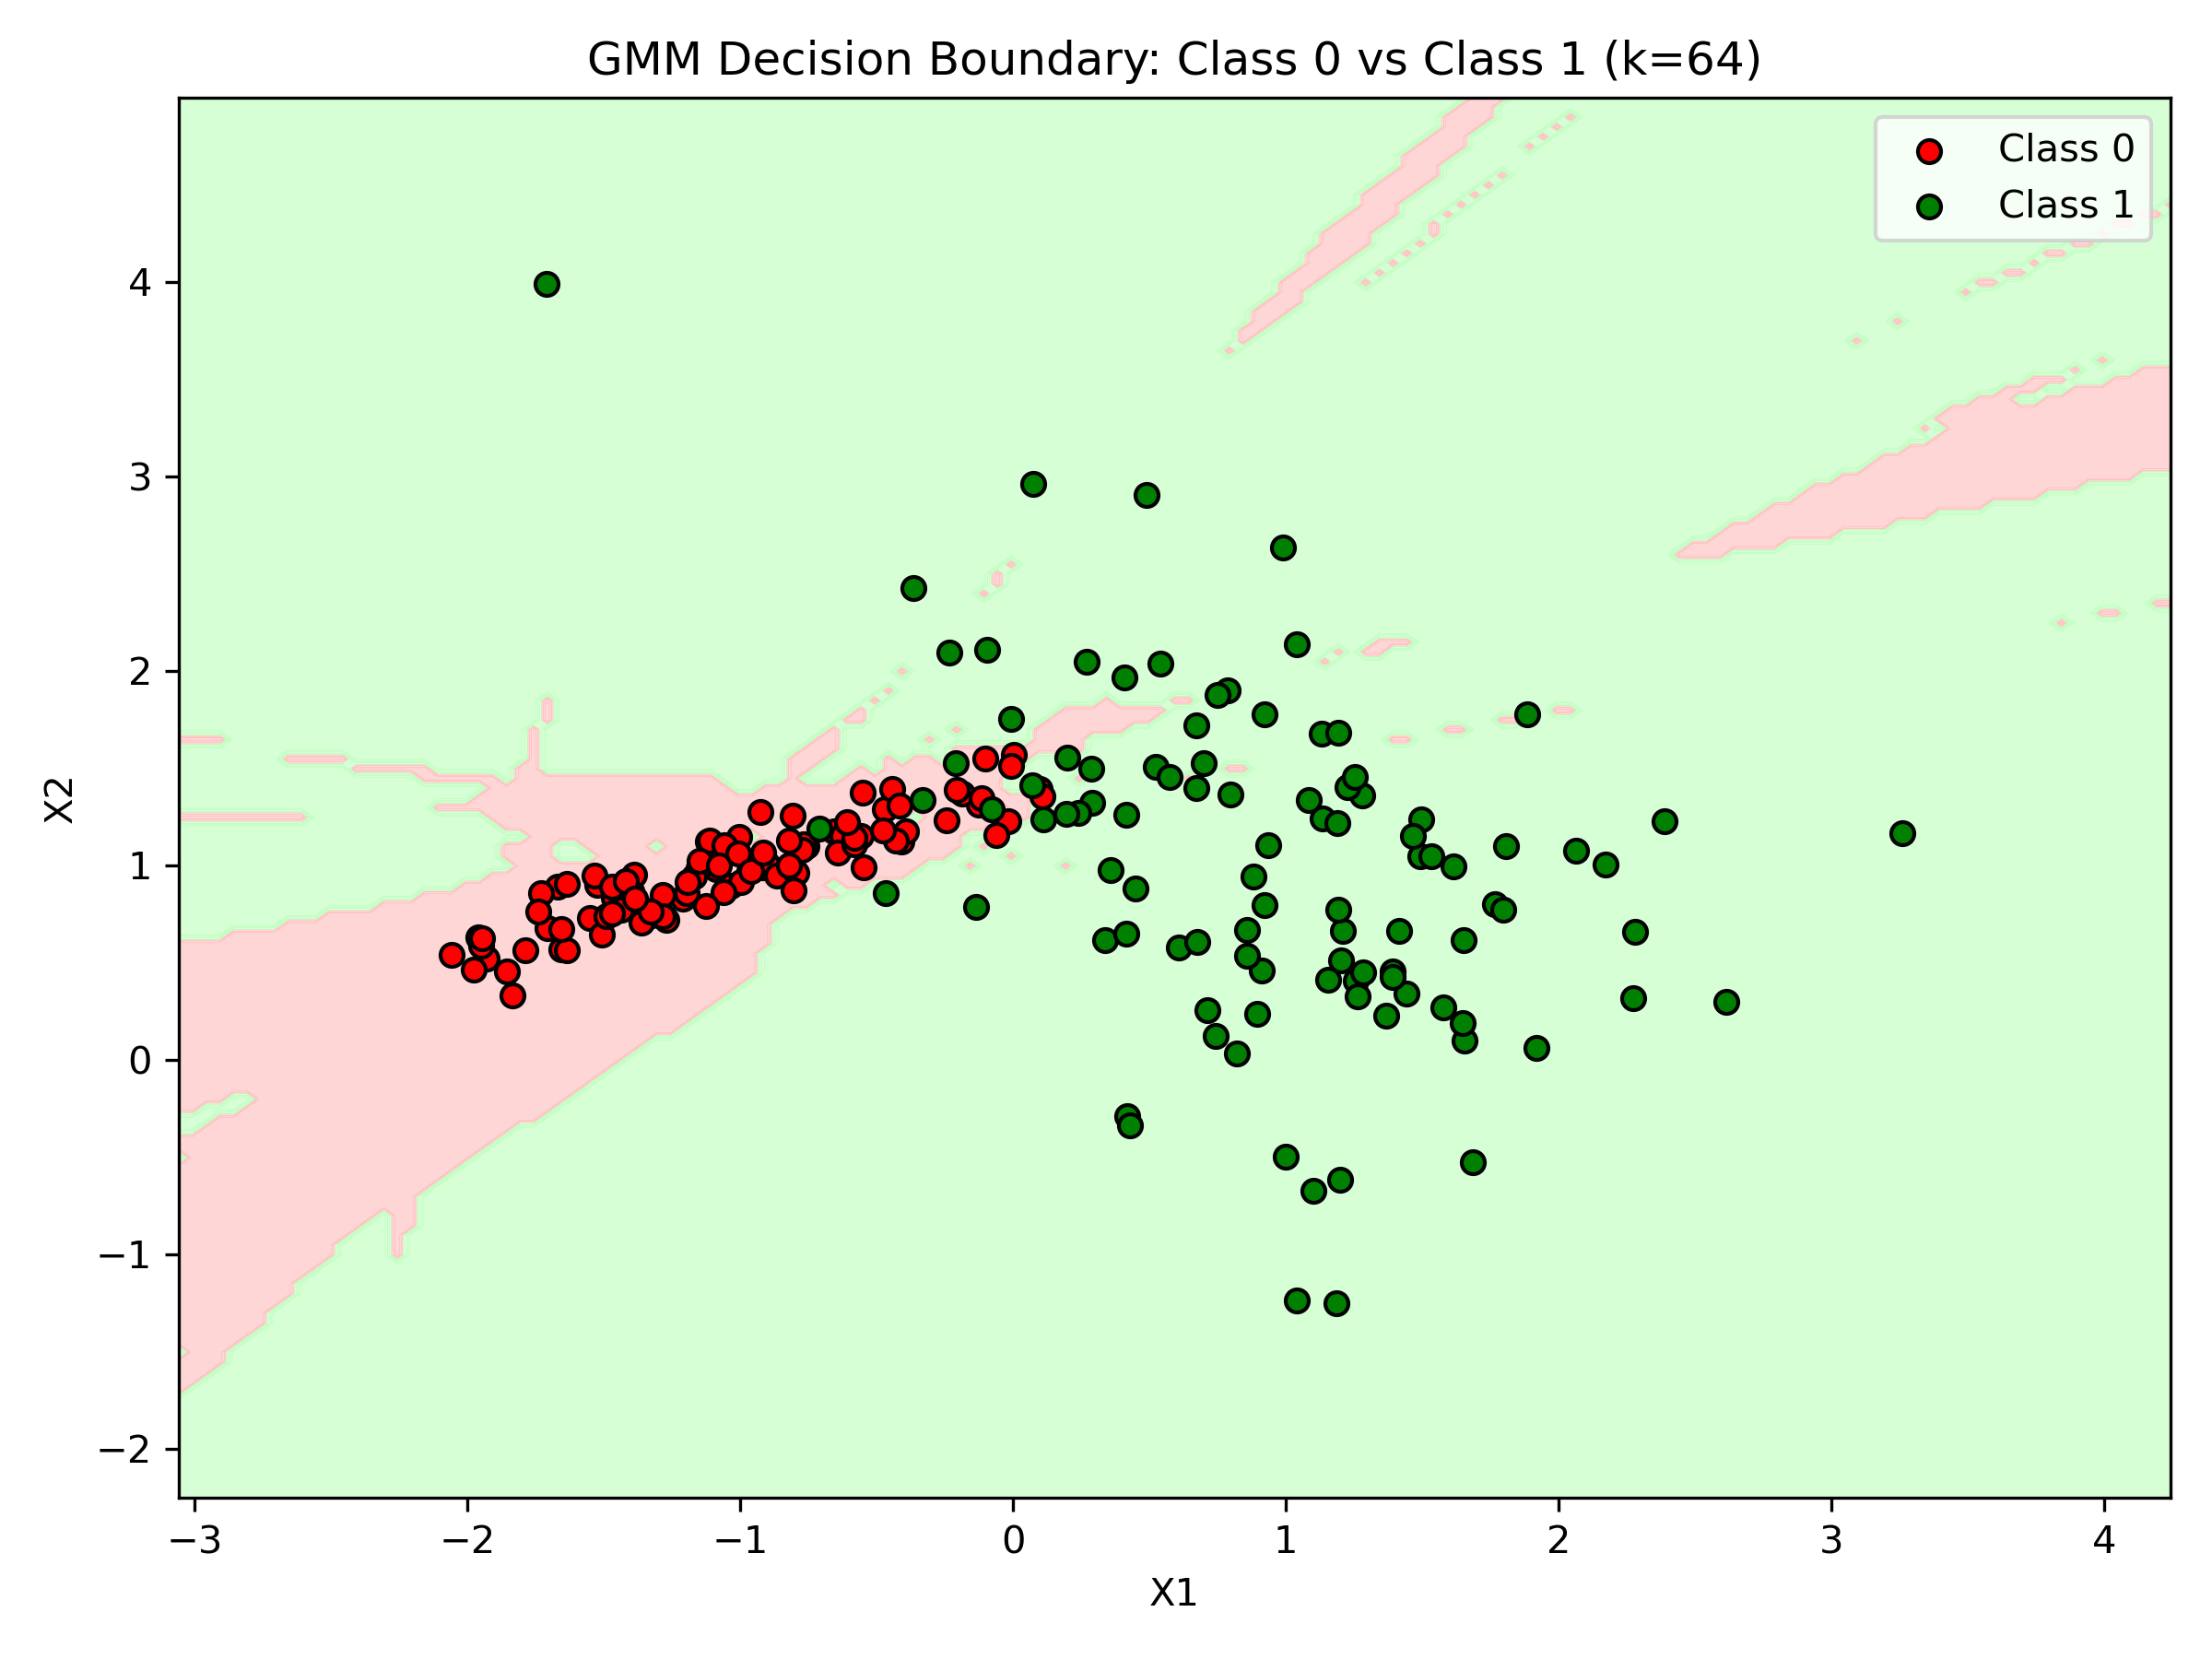 GMM Decision Boundary: Class 0 vs Class 1 (k=64)
Class 0
Class 1
4
3
2
1
0
−1
−2
X2
−3 −2 −1 0 1 2 3 4
X1